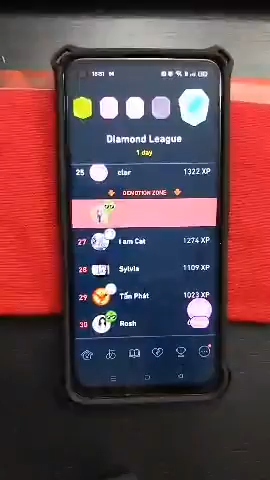 Diamond League
1 day
25 clar 1322 XP
DEMOTION ZONE
27 I am Cat 1274 XP
28 Sylvia 1109 XP
29 Tấn Phát 1023 XP
30 Rosh